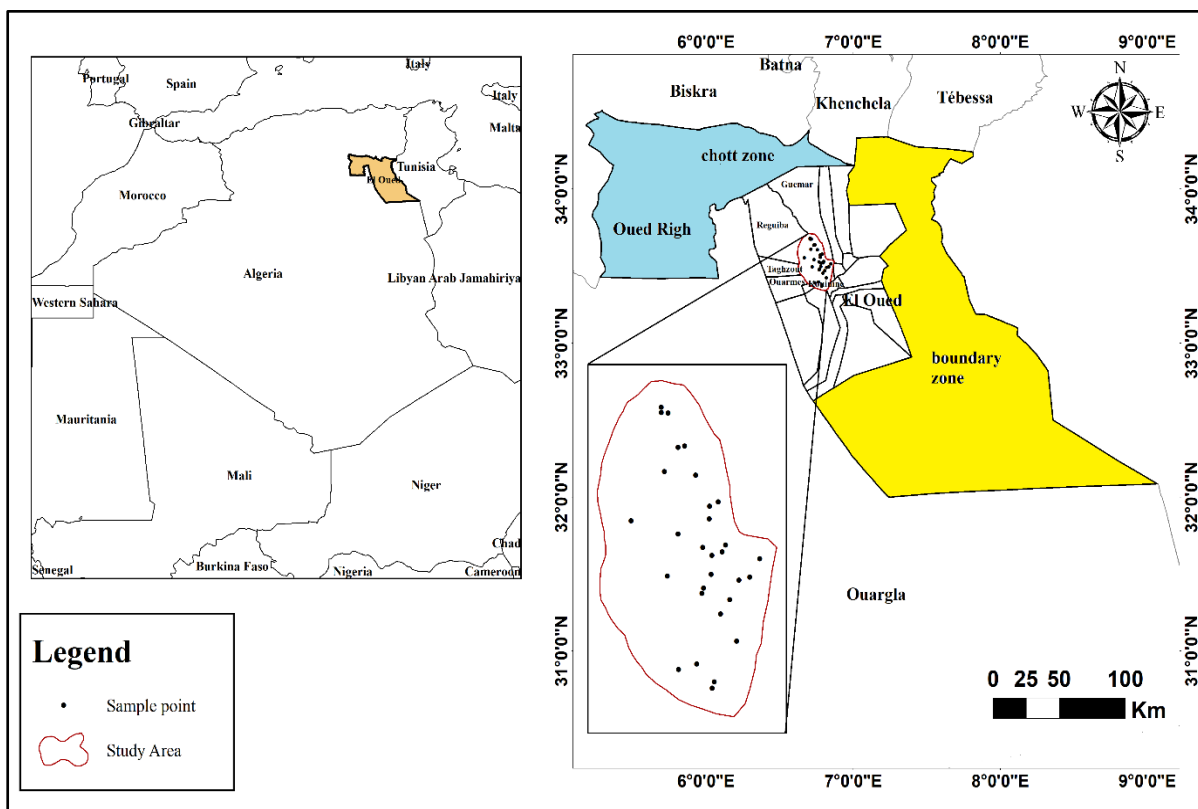 Italy
Portugal
Spain
Italy
Gibraltar
Malta
Tunisia
El Oued
Morocco
Algeria
Libyan Arab Jamahiriya
Western Sahara
Mauritania
Mali
Niger
Chad
Senegal
Burkina Faso
Nigeria
Cameroon
Legend
Sample point
Study Area
6°0'0"E
7°0'0"E
8°0'0"E
9°0'0"E
Batna
Biskra
Khenchela
Tébessa
N
W
E
S
chott zone
Guemar
Oued Righ
Reguiba
Taghzout
Ourmes
El Oued
boundary
zone
Ouargla
34°0'0"N
33°0'0"N
32°0'0"N
31°0'0"N
34°0'0"N
33°0'0"N
32°0'0"N
31°0'0"N
0 25 50 100
Km
6°0'0"E
7°0'0"E
8°0'0"E
9°0'0"E